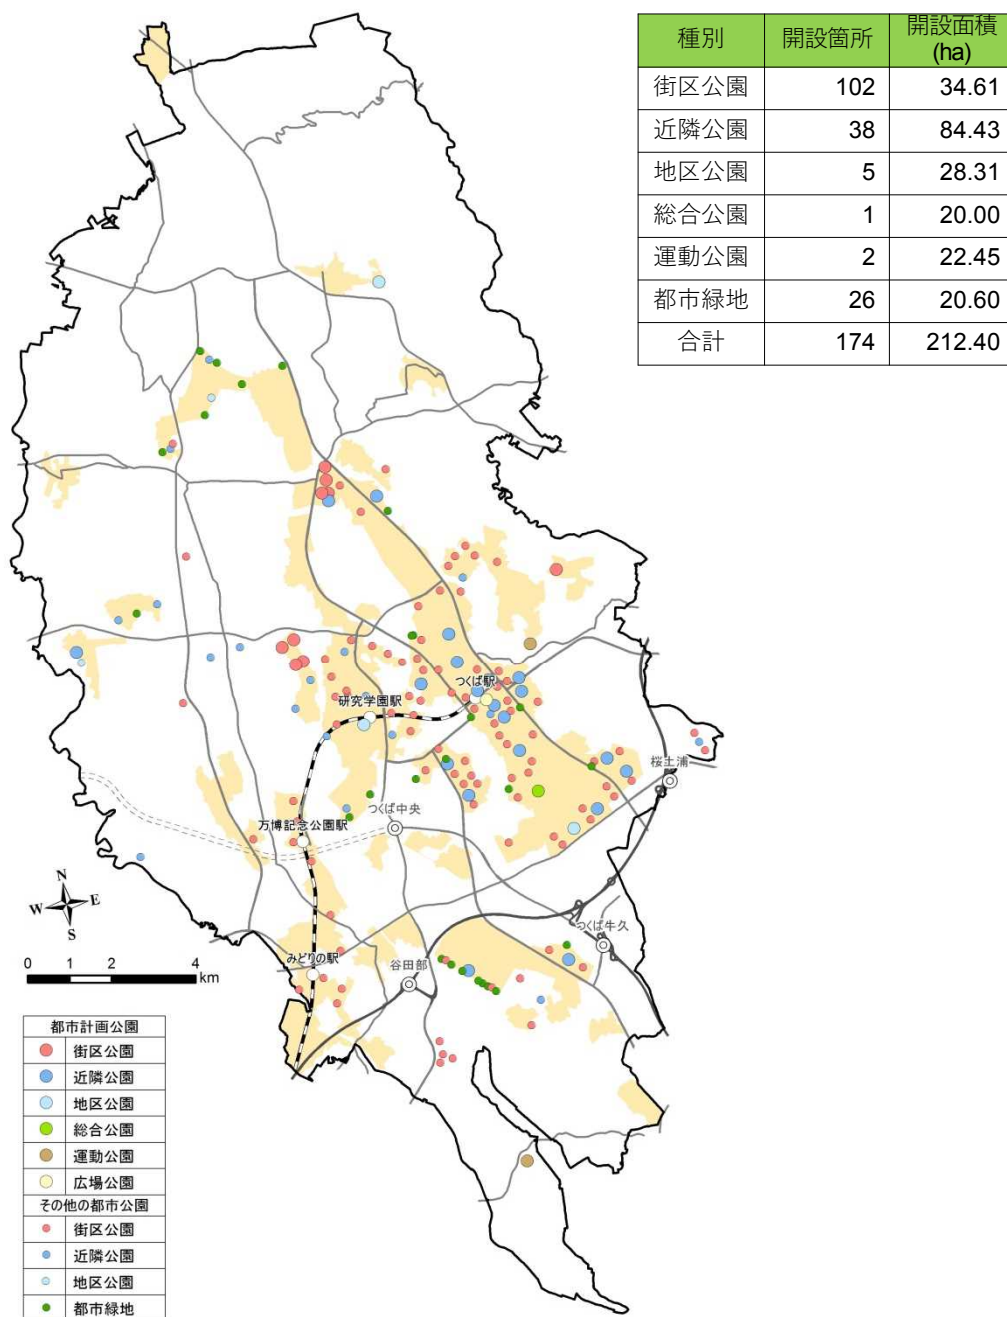 種別 開設箇所 開設面積
(ha)
街区公園 102 34.61
近隣公園 38 84.43
地区公園 5 28.31
総合公園 1 20.00
運動公園 2 22.45
都市緑地 26 20.60
合計 174 212.40
つくば駅
研究学園駅
桜土浦
つくば中央
万博記念公園駅
N
W E
S
つくば牛久
みどりの駅
谷田部
0 1 2 4
km
都市計画公園
街区公園
近隣公園
地区公園
総合公園
運動公園
広場公園
その他の都市公園
街区公園
近隣公園
地区公園
都市緑地